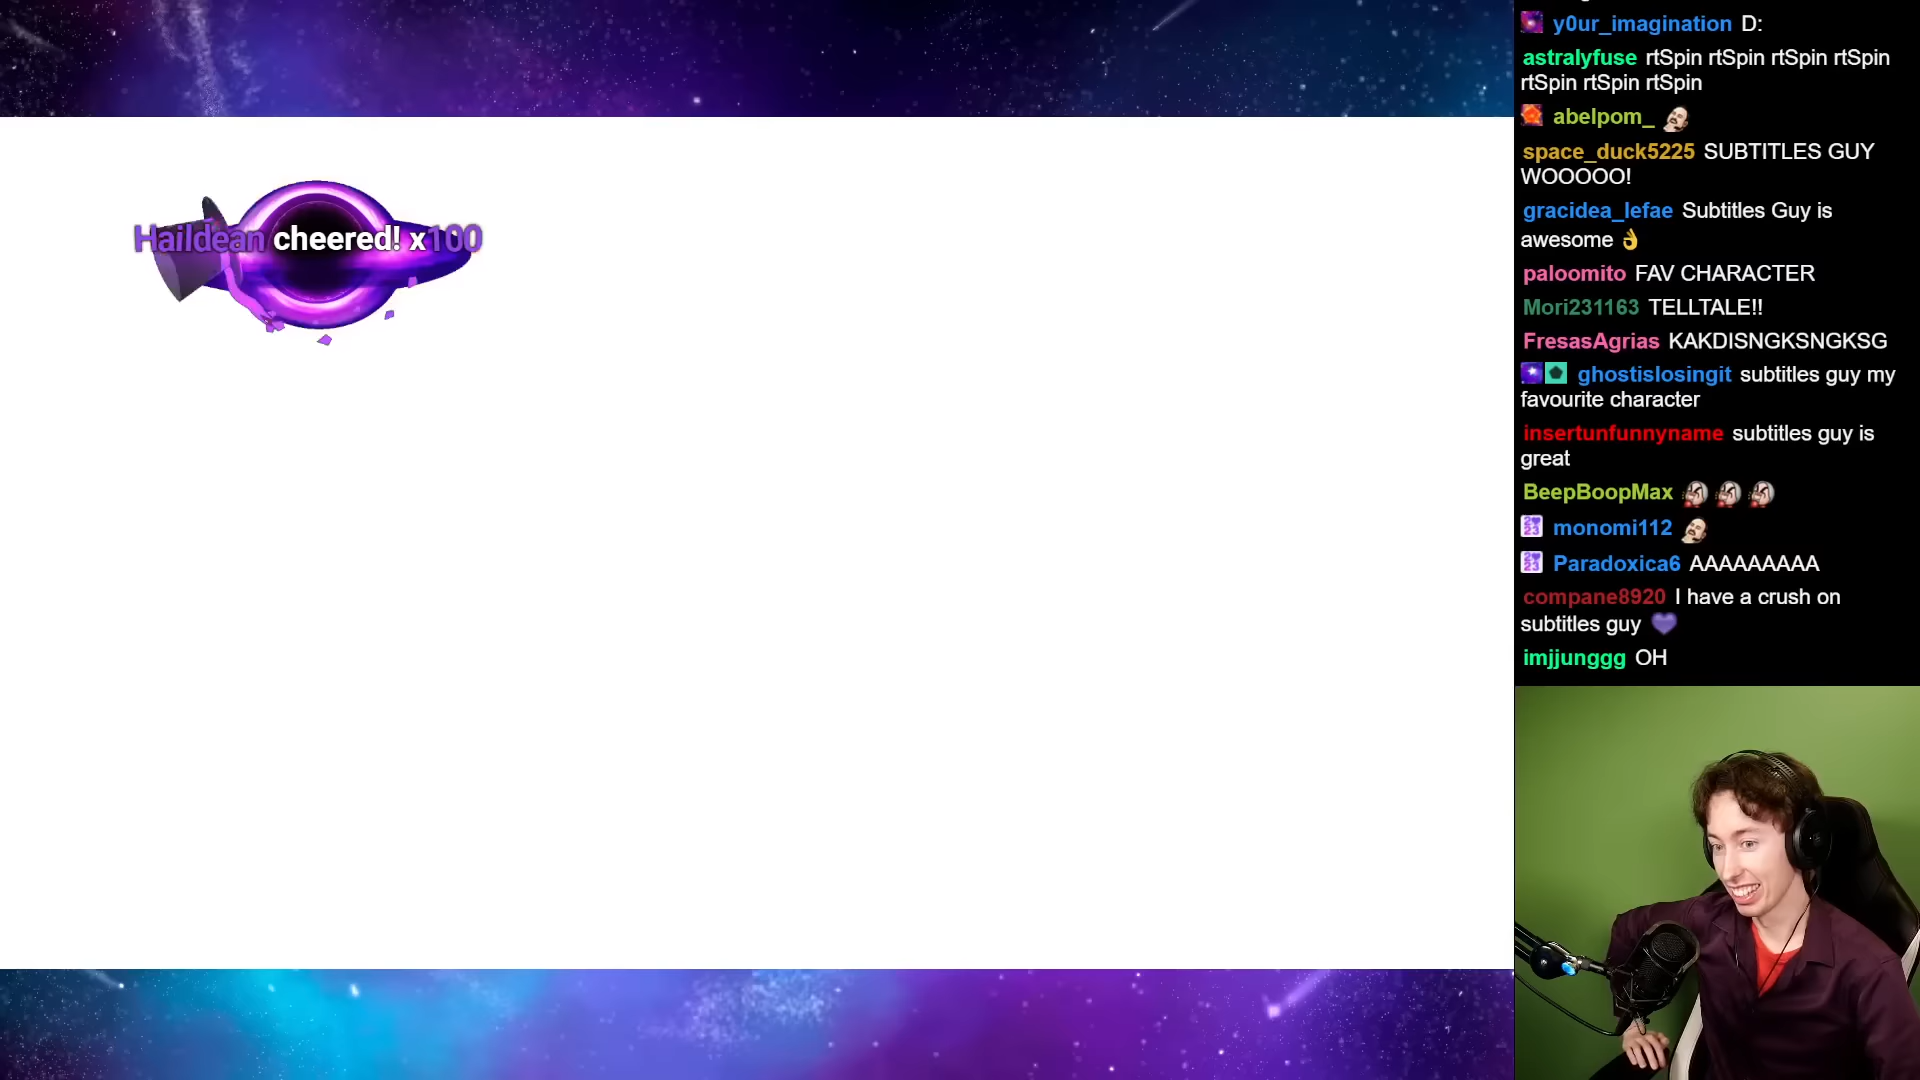 Haildean cheered! x100
y0ur_imagination D:
astralyfuse rtSpin rtSpin rtSpin rtSpin
rtSpin rtSpin rtSpin
abelpom_
space_duck5225 SUBTITLES GUY
WOOOOO!
gracidea_lefae Subtitles Guy is
awesome 👌
paloomito FAV CHARACTER
Mori231163 TELLTALE!!
FresasAgrias KAKDISNGKSNGKSG
ghostislosingit subtitles guy my
favourite character
insertunfunnyname subtitles guy is
great
BeepBoopMax
monomi112
Paradoxica6 AAAAAAAAA
compane8920 I have a crush on
subtitles guy 💜
imjjunggg OH